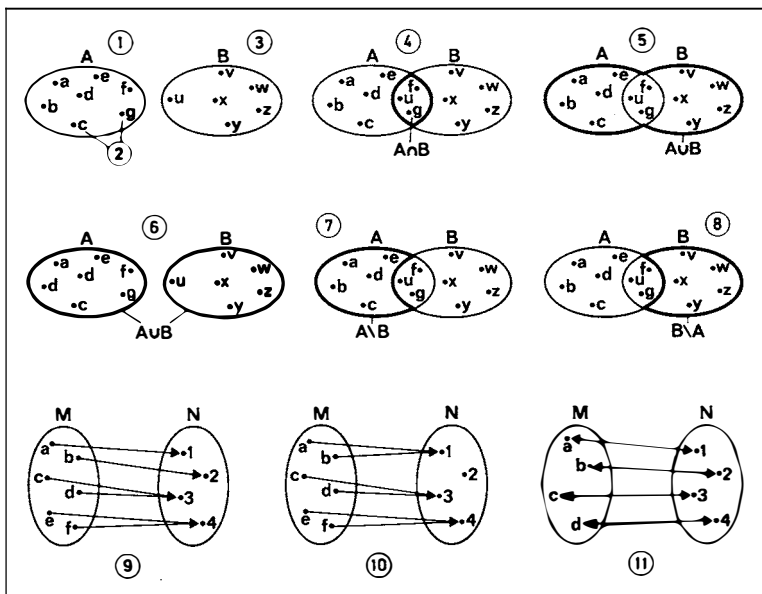 1 3 4 5
A B A B A B
a e f b d c g
v w u x z y
a e f b d u c g v w x z y
a e f b d u c g v w x z y
2
A∩B
A∪B
6 7 8
A B A B A B
a e f d d c g
v w u x z y
a e f b d u c g v w x z y
a e f b d u c g v w x z y
A∪B
A\B
B\A
M N M N M N
a b c d e f 1 2 3 4
a b c d e f 1 2 3 4
a b c d 1 2 3 4
9 10 11